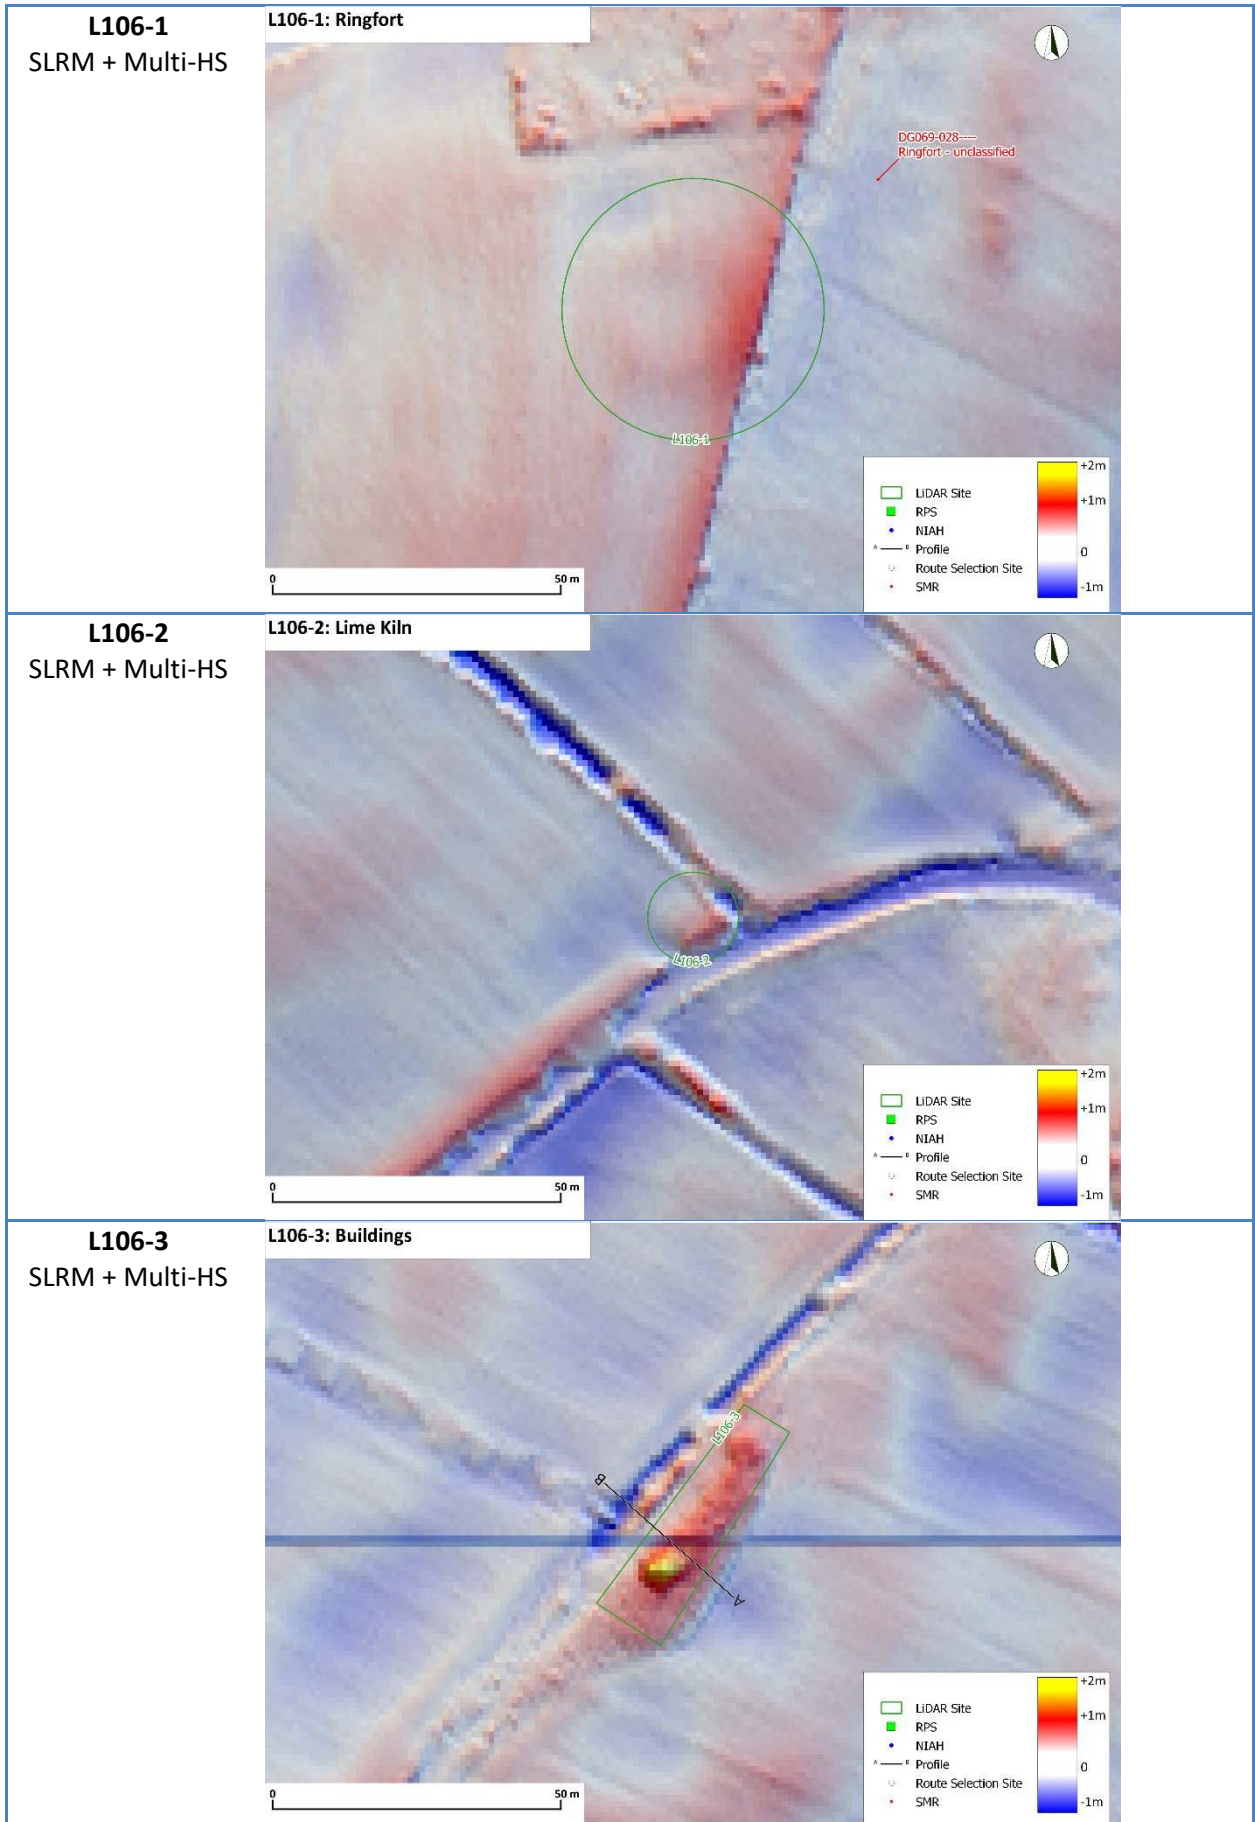 L106-1
SLRM + Multi-HS
L106-1: Ringfort
DG069-028----
Ringfort - unclassified
L106-1
LiDAR Site
RPS
NIAH
A B Profile
Route Selection Site
SMR
+2m
+1m
0
-1m
0 50 m
L106-2
SLRM + Multi-HS
L106-2: Lime Kiln
L106-2
LiDAR Site
RPS
NIAH
A B Profile
Route Selection Site
SMR
+2m
+1m
0
-1m
0 50 m
L106-3
SLRM + Multi-HS
L106-3: Buildings
L106-3
B
A
LiDAR Site
RPS
NIAH
A B Profile
Route Selection Site
SMR
+2m
+1m
0
-1m
0 50 m